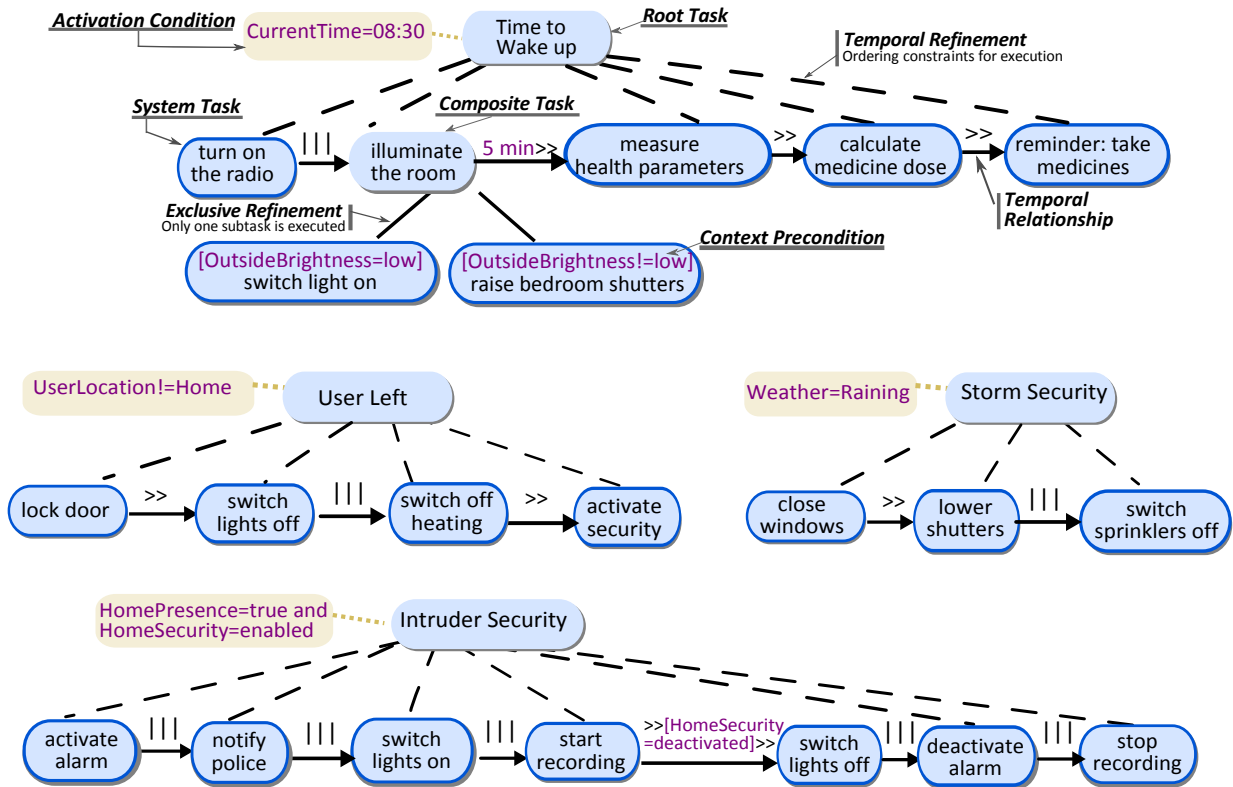 Activation Condition
CurrentTime=08:30
Time to
Wake up
Root Task
Temporal Refinement
Ordering constraints for execution
System Task
Composite Task
turn on
the radio
|||
illuminate
the room
5 min>>
measure
health parameters
>>
calculate
medicine dose
>>
reminder: take
medicines
Exclusive Refinement
Only one subtask is executed
Temporal
Relationship
Context Precondition
[OutsideBrightness=low]
switch light on
[OutsideBrightness!=low]
raise bedroom shutters
UserLocation!=Home
User Left
lock door
>>
switch
lights off
|||
switch off
heating
>>
activate
security
Weather=Raining
Storm Security
close
windows
>>
lower
shutters
|||
switch
sprinklers off
HomePresence=true and
HomeSecurity=enabled
Intruder Security
activate
alarm
|||
notify
police
|||
switch
lights on
|||
start
recording
>>[HomeSecurity
=deactivated]>>
switch
lights off
|||
deactivate
alarm
|||
stop
recording